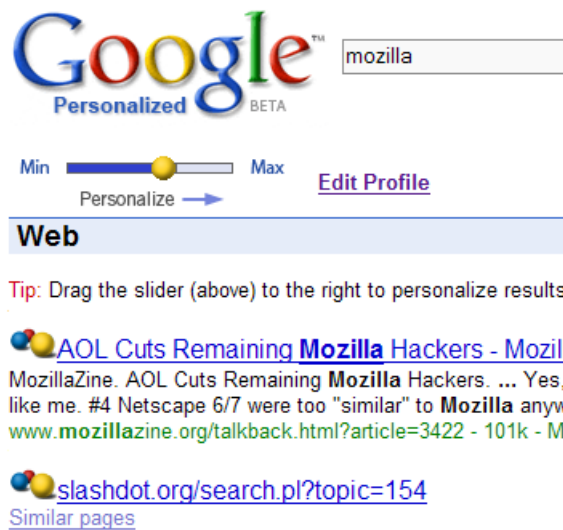 Google™
Personalized BETA
mozilla
Min Max
Personalize
Edit Profile
Web
Tip: Drag the slider (above) to the right to personalize results
AOL Cuts Remaining Mozilla Hackers - Mozil
MozillaZine. AOL Cuts Remaining Mozilla Hackers. ... Yes,
like me. #4 Netscape 6/7 were too "similar" to Mozilla anyw
www.mozillazine.org/talkback.html?article=3422 - 101k - M
slashdot.org/search.pl?topic=154
Similar pages